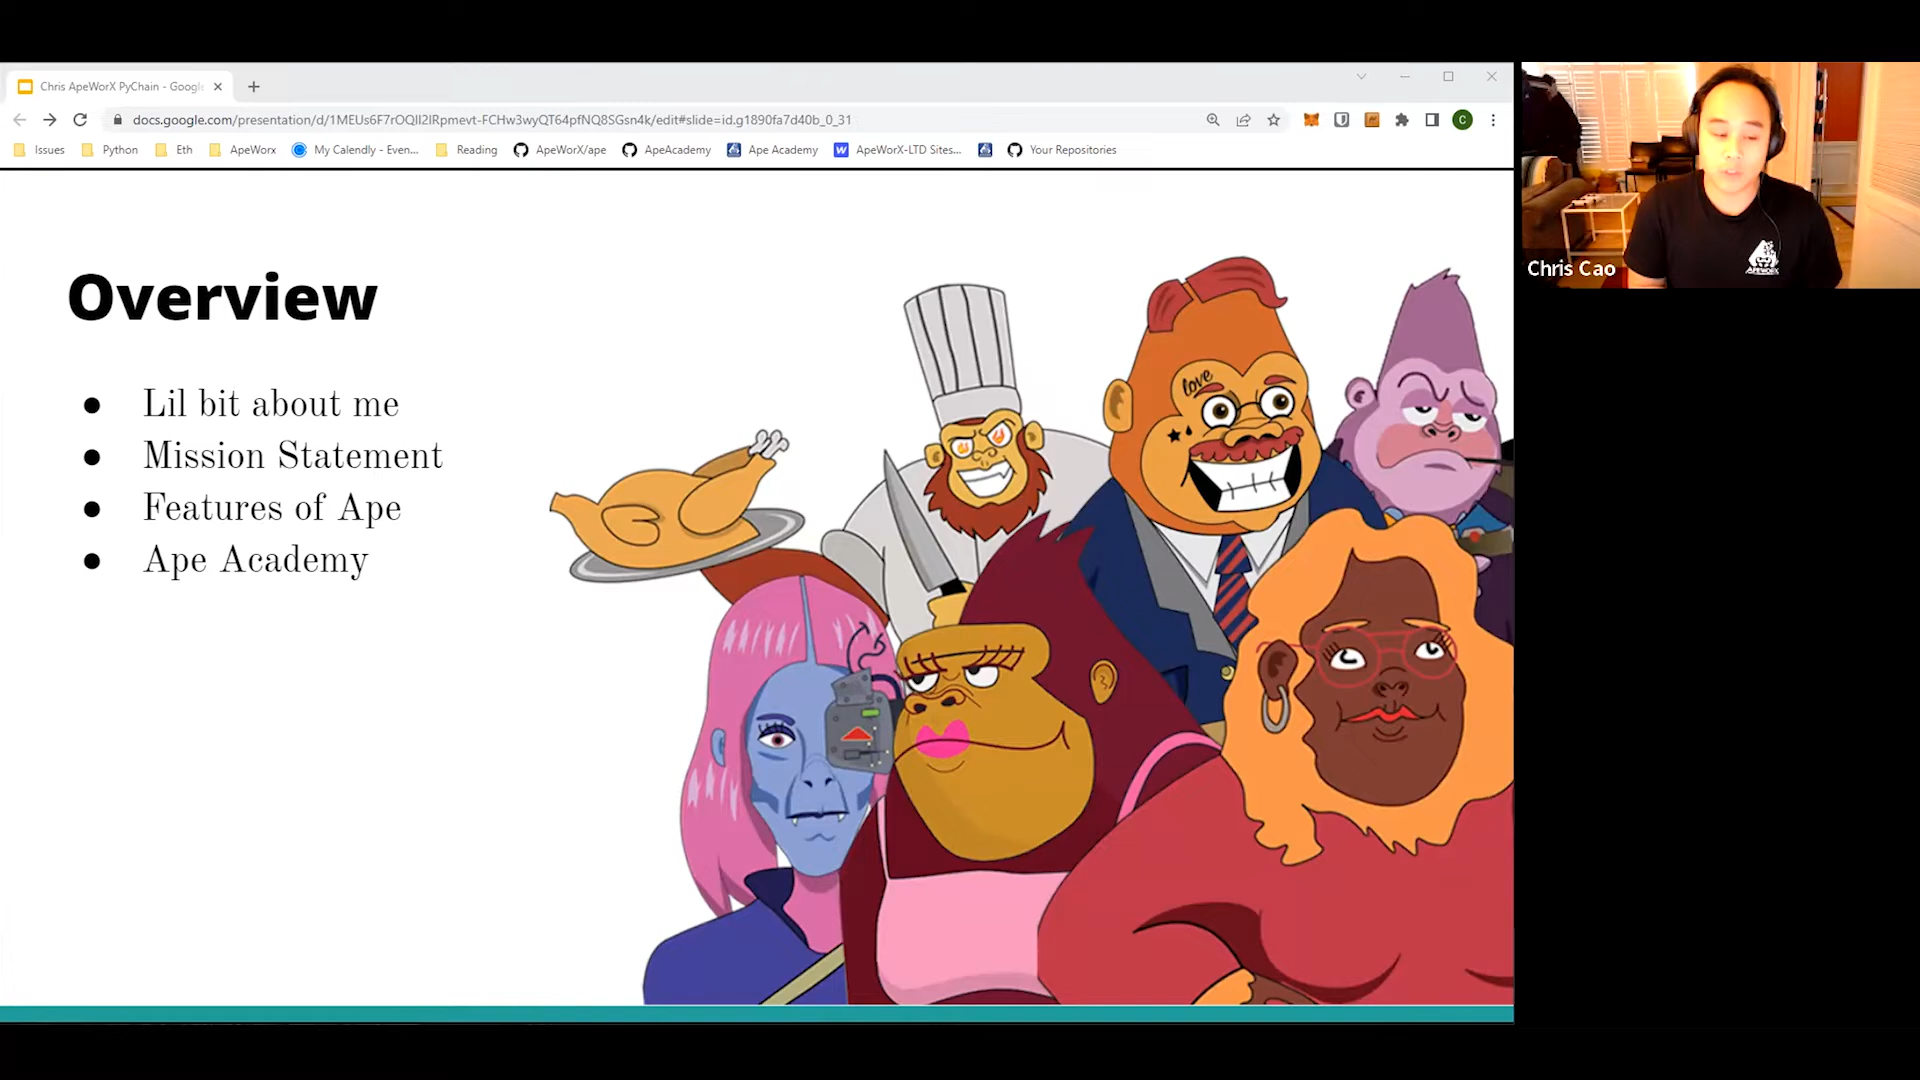 Chris ApeWorX PyChain - Google
docs.google.com/presentation/d/1MEUs6F7rOQII2IRpmevt-FCHw3wyQT64pfNQ8SGsn4k/edit#slide=id.g1890fa7d40b_0_31
C
Issues Python Eth ApeWorx My Calendly - Even... Reading ApeWorX/ape ApeAcademy Ape Academy ApeWorX-LTD Sites... Your Repositories
Overview
● Lil bit about me
● Mission Statement
● Features of Ape
● Ape Academy
love
APEWORX
Chris Cao